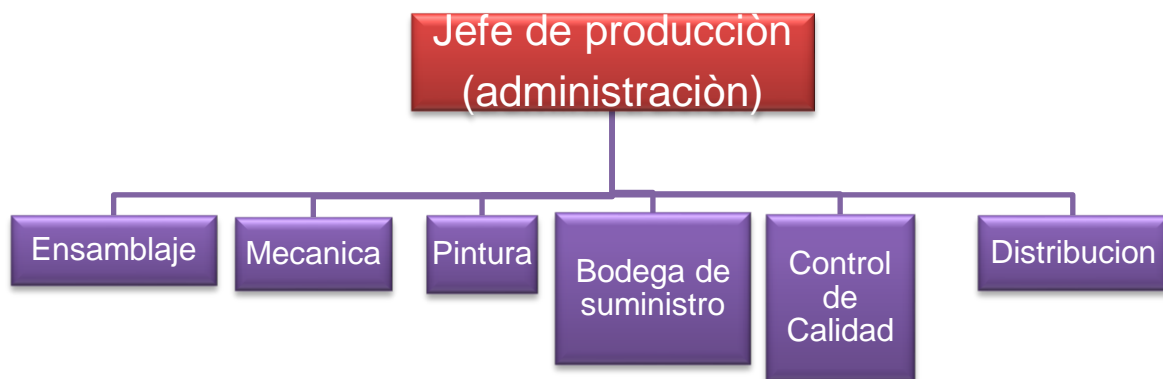 Jefe de producciòn
(administraciòn)
Ensamblaje
Mecanica
Pintura
Bodega de
suministro
Control
de
Calidad
Distribucion